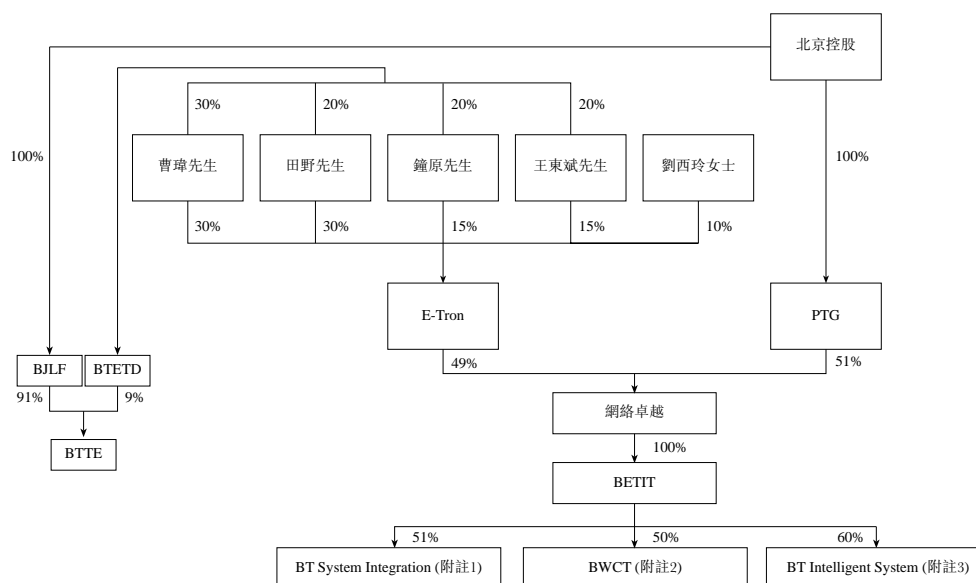 北京控股
30%
20%
20%
20%
100%
100%
曹瑋先生
田野先生
鐘原先生
王東斌先生
劉西玲女士
30%
30%
15%
15%
10%
E-Tron
PTG
BJLF
BTETD
49%
51%
91%
9%
網絡卓越
BTTE
100%
BETIT
51%
50%
60%
BT System Integration (附註1)
BWCT (附註2)
BT Intelligent System (附註3)